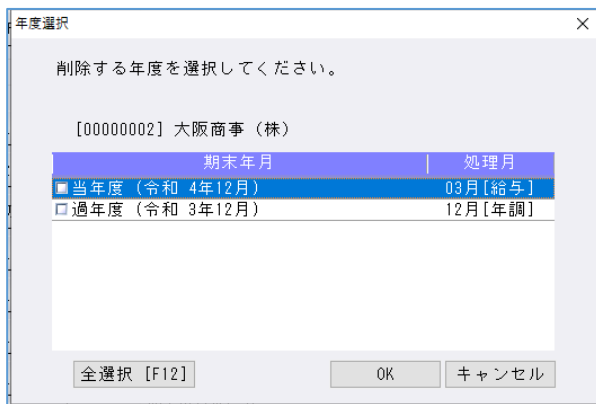 年度選択
削除する年度を選択してください。
[00000002] 大阪商事（株）
期末年月 処理月
当年度（令和 4年12月） 03月[給与]
過年度（令和 3年12月） 12月[年調]
全選択 [F12] OK キャンセル